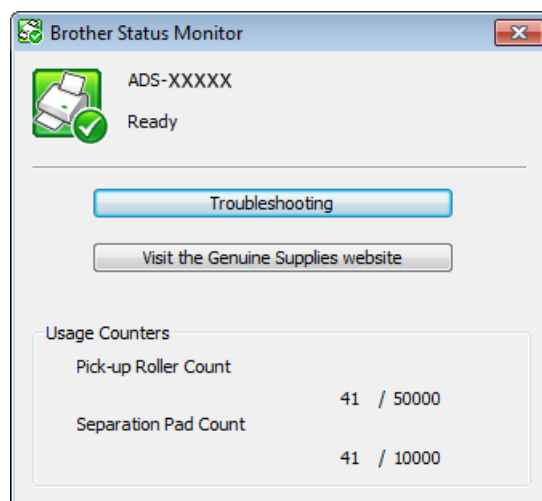 Brother Status Monitor
ADS-XXXXX
Ready
Troubleshooting
Visit the Genuine Supplies website
Usage Counters
Pick-up Roller Count
41 / 50000
Separation Pad Count
41 / 10000